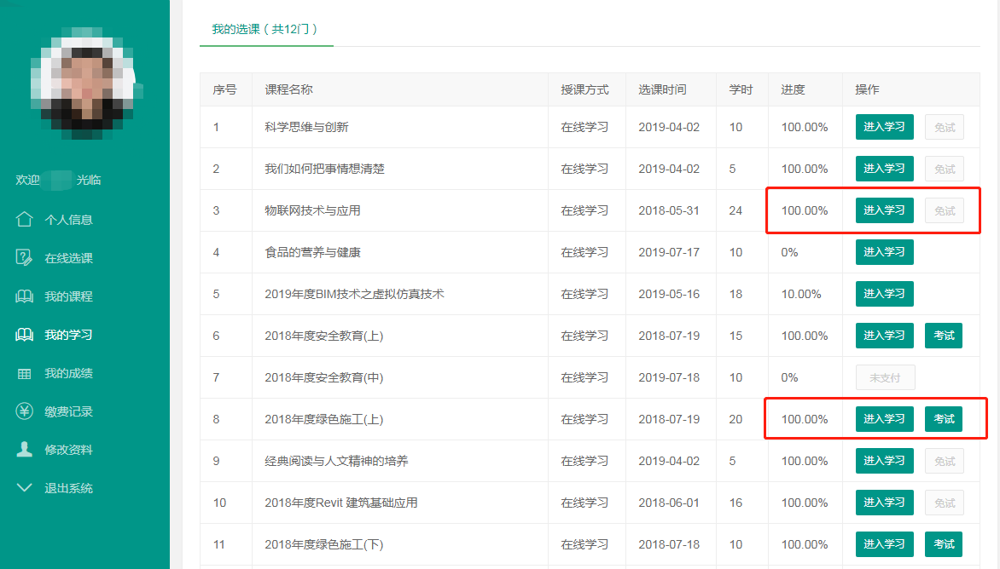 欢迎 光临
个人信息
在线选课
我的课程
我的学习
我的成绩
缴费记录
修改资料
退出系统
我的选课（共12门）
序号 课程名称 授课方式 选课时间 学时 进度 操作
1 科学思维与创新 在线学习 2019-04-02 10 100.00% 进入学习 免试
2 我们如何把事情想清楚 在线学习 2019-04-02 5 100.00% 进入学习 免试
3 物联网技术与应用 在线学习 2018-05-31 24 100.00% 进入学习 免试
4 食品的营养与健康 在线学习 2019-07-17 10 0% 进入学习
5 2019年度BIM技术之虚拟仿真技术 在线学习 2019-05-16 18 10.00% 进入学习
6 2018年度安全教育(上) 在线学习 2018-07-19 15 100.00% 进入学习 考试
7 2018年度安全教育(中) 在线学习 2019-07-18 10 0% 未支付
8 2018年度绿色施工(上) 在线学习 2018-07-19 20 100.00% 进入学习 考试
9 经典阅读与人文精神的培养 在线学习 2019-04-02 5 100.00% 进入学习 免试
10 2018年度Revit 建筑基础应用 在线学习 2018-06-01 16 100.00% 进入学习 免试
11 2018年度绿色施工(下) 在线学习 2018-07-18 10 100.00% 进入学习 考试